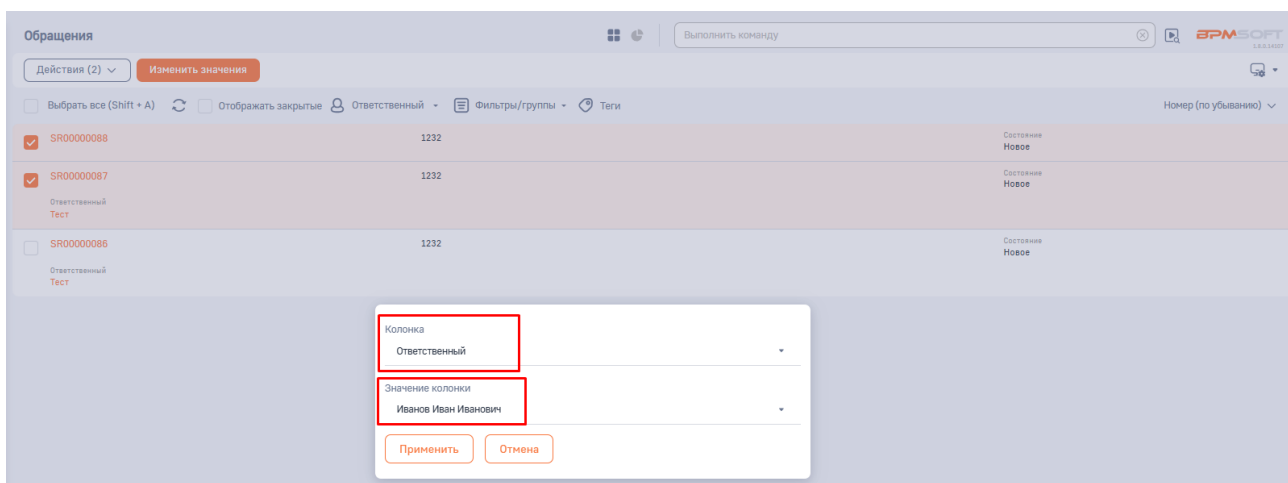 Обращения
Выполнить команду
BPMSOFT
Действия (2)
Изменить значения
Выбрать все (Shift + A)
Отображать закрытые
Ответственный
Фильтры/группы
Теги
Номер (по убыванию)
SR00000088
1232
Состояние
Новое
SR00000087
1232
Состояние
Новое
Ответственный
Тест
SR00000086
1232
Состояние
Новое
Ответственный
Тест
Колонка
Ответственный
Значение колонки
Иванов Иван Иванович
Применить
Отмена